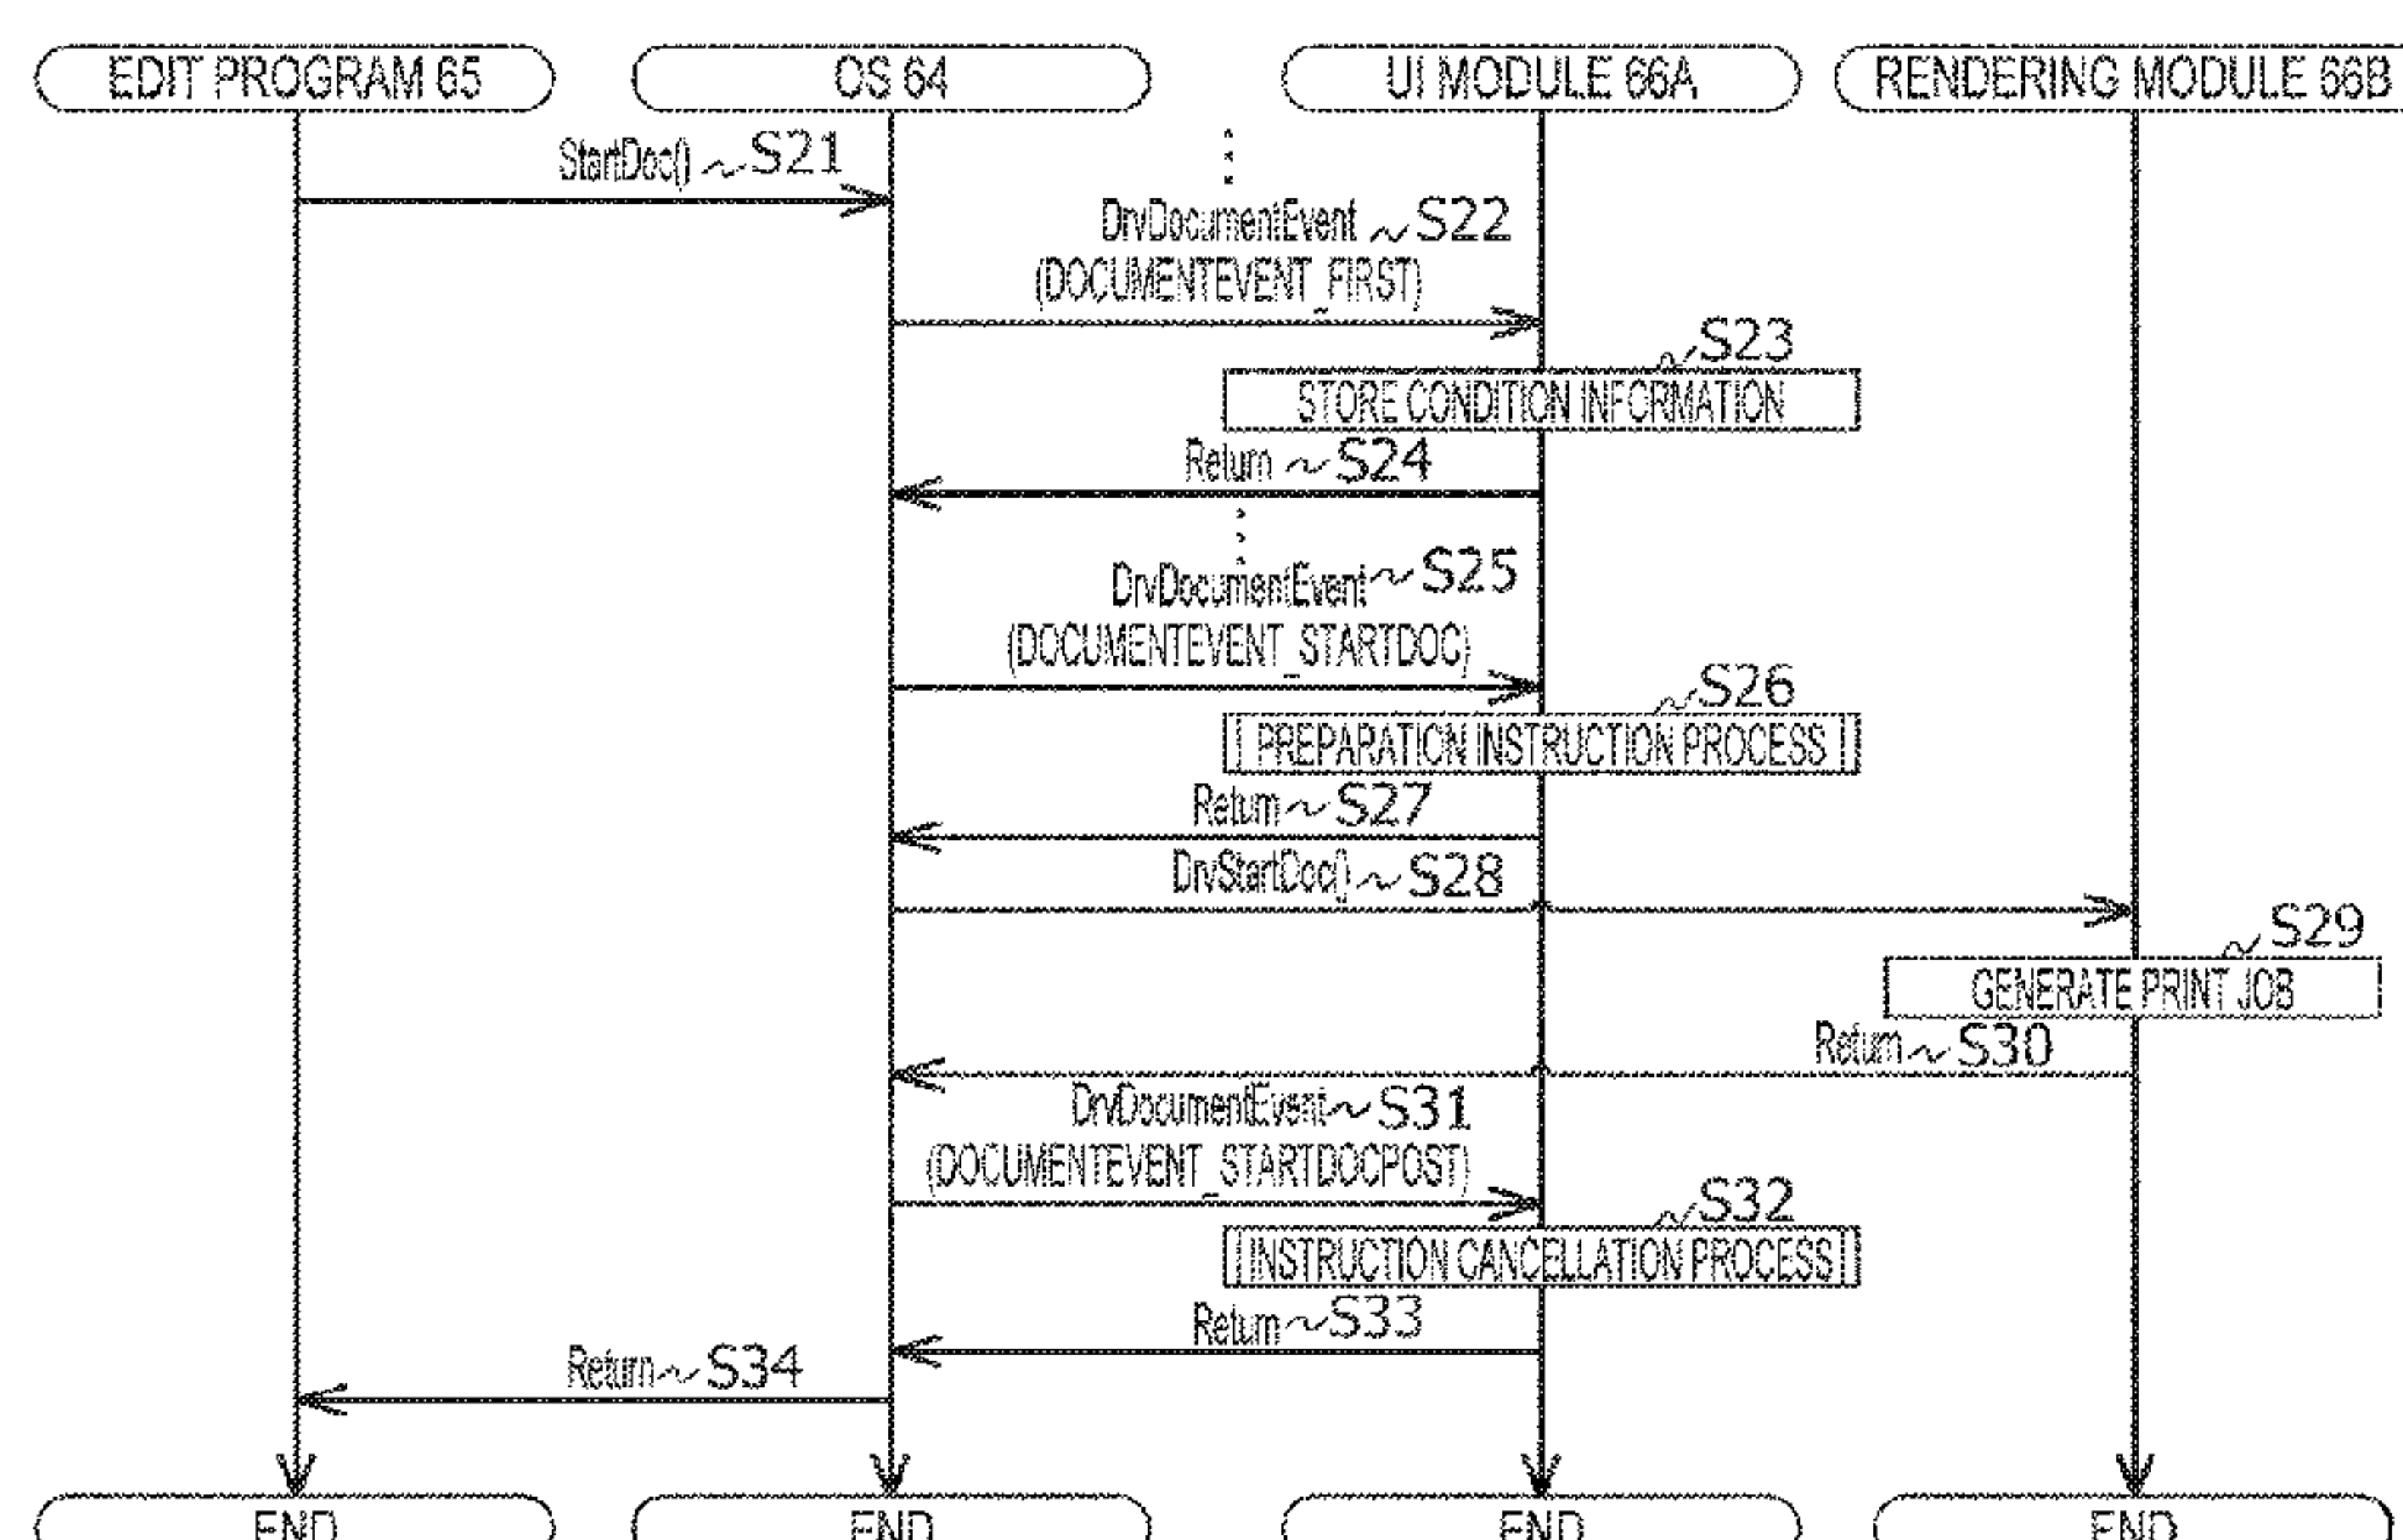 EDIT PROGRAM 65 OS 64 UI MODULE 66A RENDERING MODULE 66B
StartDoc() ~S21
DrvDocumentEvent ~S22
(DOCUMENTEVENT_FIRST)
~S23
STORE CONDITION INFORMATION
Return ~S24
DrvDocumentEvent ~S25
(DOCUMENTEVENT_STARTDOC)
~S26
PREPARATION INSTRUCTION PROCESS
Return ~S27
DrvStartDoc() ~S28
~S29
GENERATE PRINT JOB
Return ~S30
DrvDocumentEvent ~S31
(DOCUMENTEVENT_STARTDOCPOST)
~S32
INSTRUCTION CANCELLATION PROCESS
Return ~S33
Return ~S34
END END END END